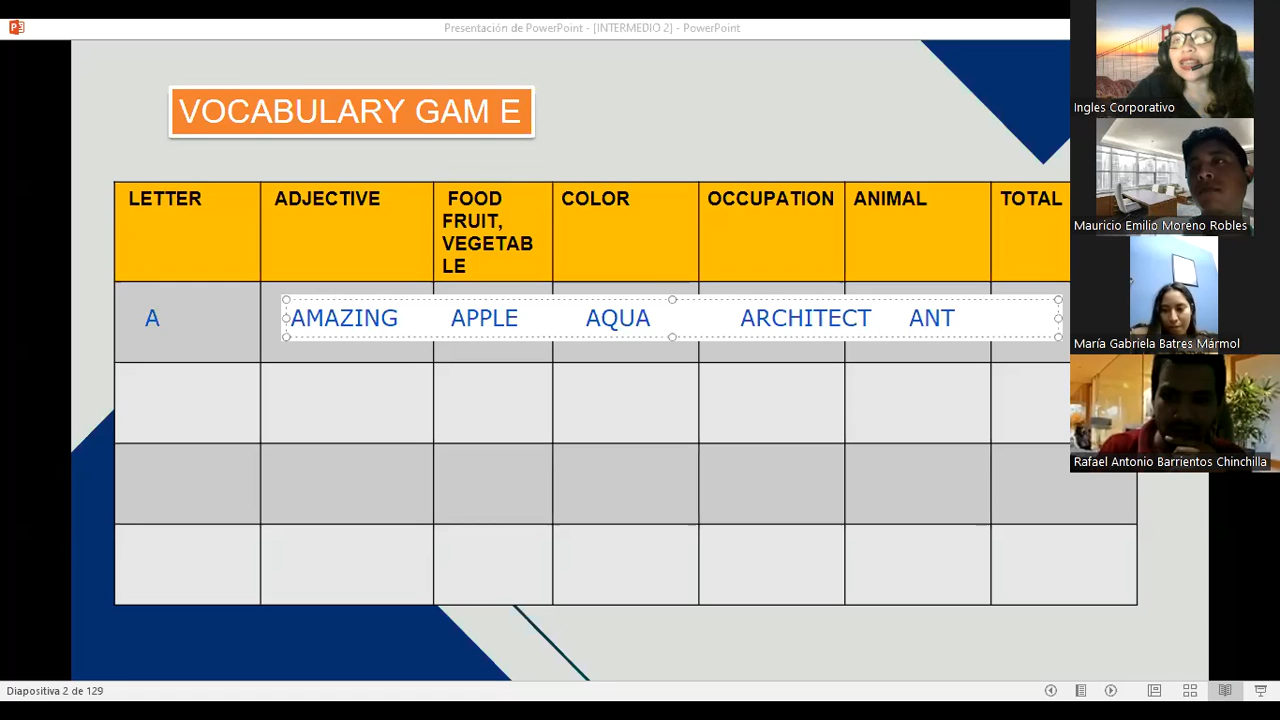 Presentación de PowerPoint - [INTERMEDIO 2] - PowerPoint
VOCABULARY GAM E
LETTER ADJECTIVE FOOD FRUIT, VEGETAB LE COLOR OCCUPATION ANIMAL TOTAL
A AMAZING APPLE AQUA ARCHITECT ANT
Ingles Corporativo
Mauricio Emilio Moreno Robles
María Gabriela Batres Mármol
Rafael Antonio Barrientos Chinchilla
Diapositiva 2 de 129